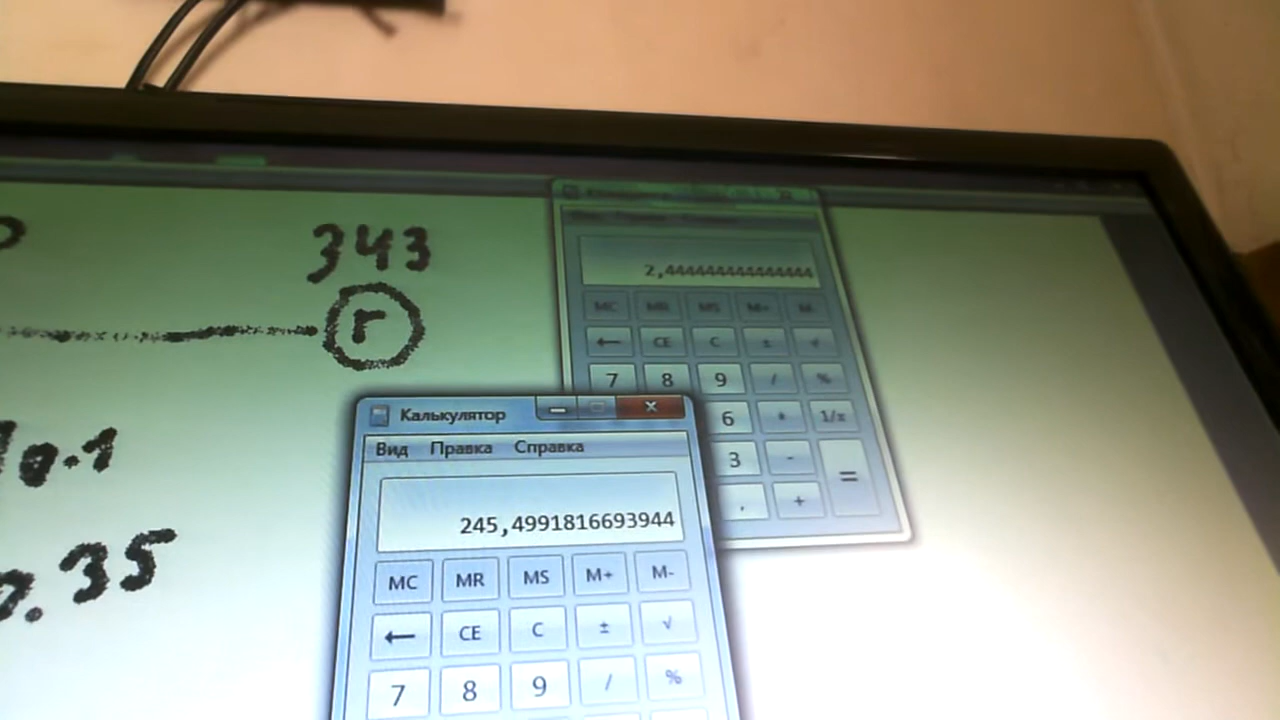 343
г
0.1
0.35
2,444444444444444
MC MR MS M+ M-
← CE C ± √
7 8 9 / %
6 * 1/x
3 - =
, +
Калькулятор
Вид Правка Справка
245,4991816693944
MC MR MS M+ M-
← CE C ± √
7 8 9 / %